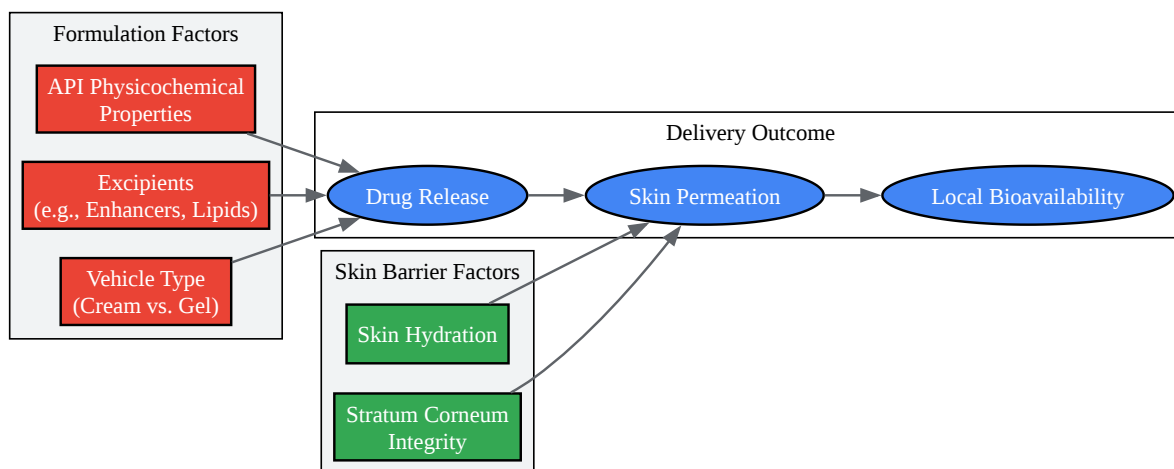 Formulation Factors
API Physicochemical
Properties
Excipients
(e.g., Enhancers, Lipids)
Vehicle Type
(Cream vs. Gel)
Delivery Outcome
Drug Release
Skin Permeation
Local Bioavailability
Skin Barrier Factors
Skin Hydration
Stratum Corneum
Integrity